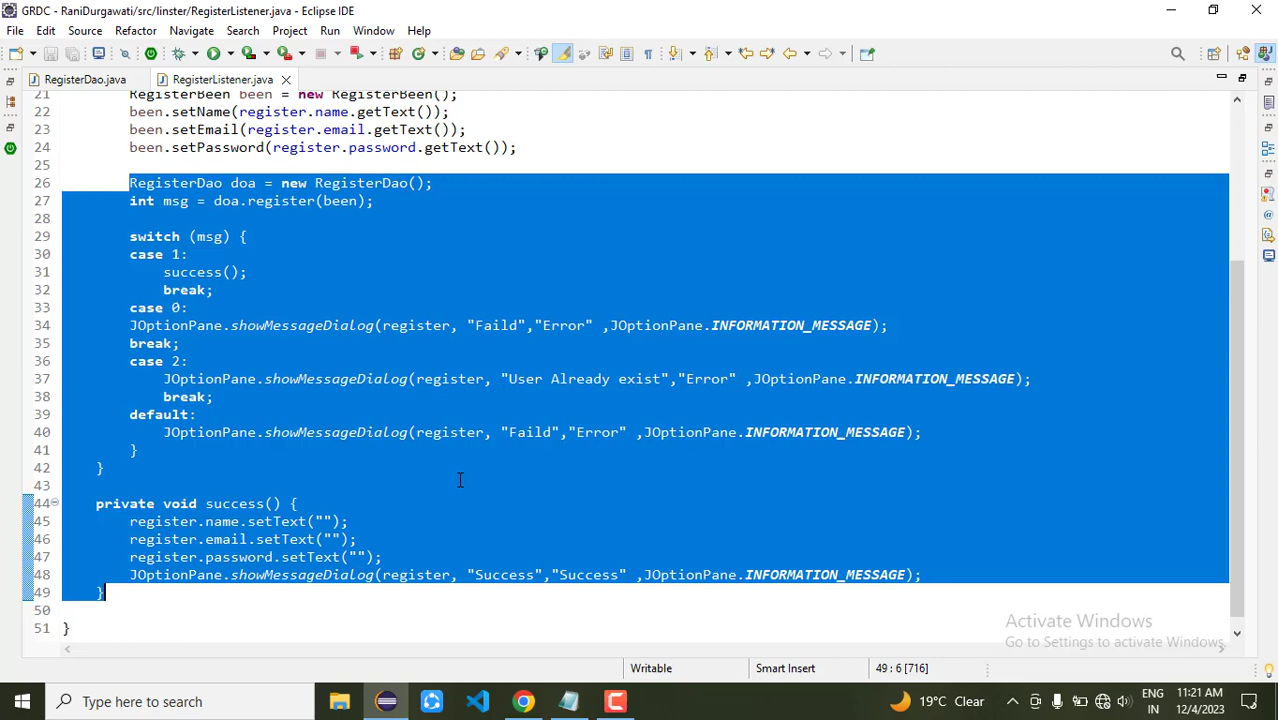 GRDC - RaniDurgawati/src/linster/RegisterListener.java - Eclipse IDE
File Edit Source Refactor Navigate Search Project Run Window Help
RegisterDao.java RegisterListener.java
21 RegisterBeen been = new RegisterBeen();
22 been.setName(register.name.getText());
23 been.setEmail(register.email.getText());
24 been.setPassword(register.password.getText());
25
26 RegisterDao doa = new RegisterDao();
27 int msg = doa.register(been);
28
29 switch (msg) {
30 case 1:
31 success();
32 break;
33 case 0:
34 JOptionPane.showMessageDialog(register, "Faild","Error" ,JOptionPane.INFORMATION_MESSAGE);
35 break;
36 case 2:
37 JOptionPane.showMessageDialog(register, "User Already exist","Error" ,JOptionPane.INFORMATION_MESSAGE);
38 break;
39 default:
40 JOptionPane.showMessageDialog(register, "Faild","Error" ,JOptionPane.INFORMATION_MESSAGE);
41 }
42 }
43
44 private void success() {
45 register.name.setText("");
46 register.email.setText("");
47 register.password.setText("");
48 JOptionPane.showMessageDialog(register, "Success","Success" ,JOptionPane.INFORMATION_MESSAGE);
49 }
50
51 }
Activate Windows
Go to Settings to activate Windows.
Writable Smart Insert 49 : 6 [716]
Type here to search 19°C Clear ENG IN 11:21 AM 12/4/2023